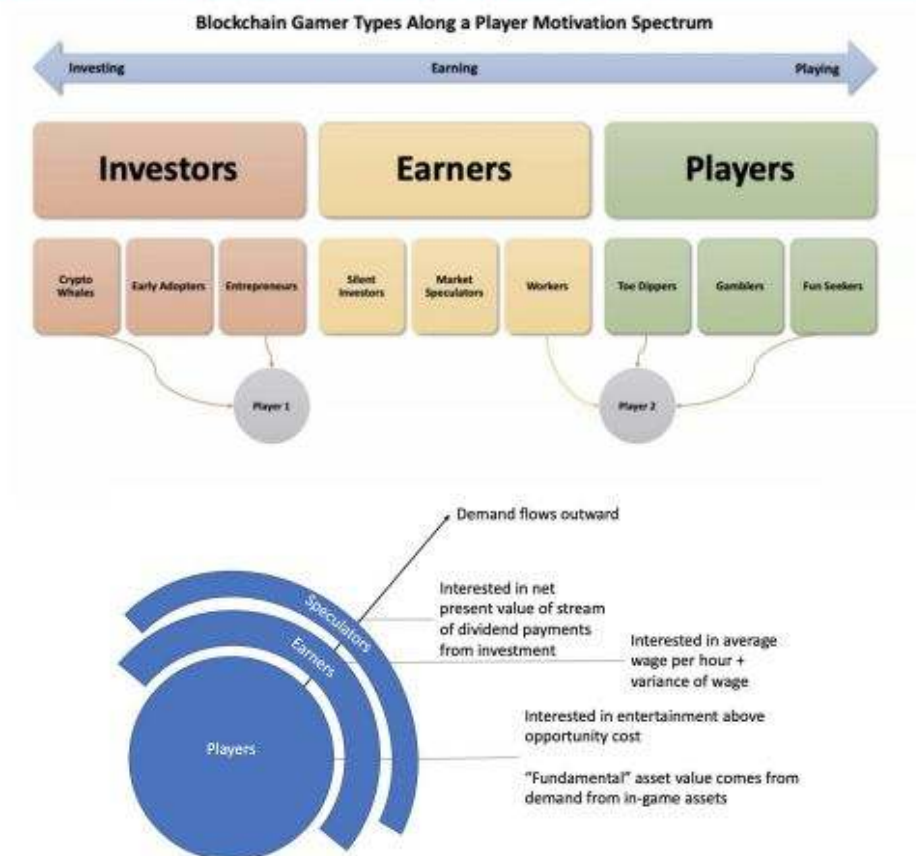 Blockchain Gamer Types Along a Player Motivation Spectrum
Investing
Earning
Playing
Investors
Earners
Players
Crypto
Whales
Early Adopters
Entrepreneurs
Silent
Investors
Market
Speculators
Workers
Toe Dippers
Gamblers
Fun Seekers
Player 1
Player 2
Demand flows outward
Speculators
Interested in net
present value of stream
of dividend payments
from investment
Earners
Interested in average
wage per hour +
variance of wage
Players
Interested in entertainment above
opportunity cost
"Fundamental" asset value comes from
demand from in-game assets